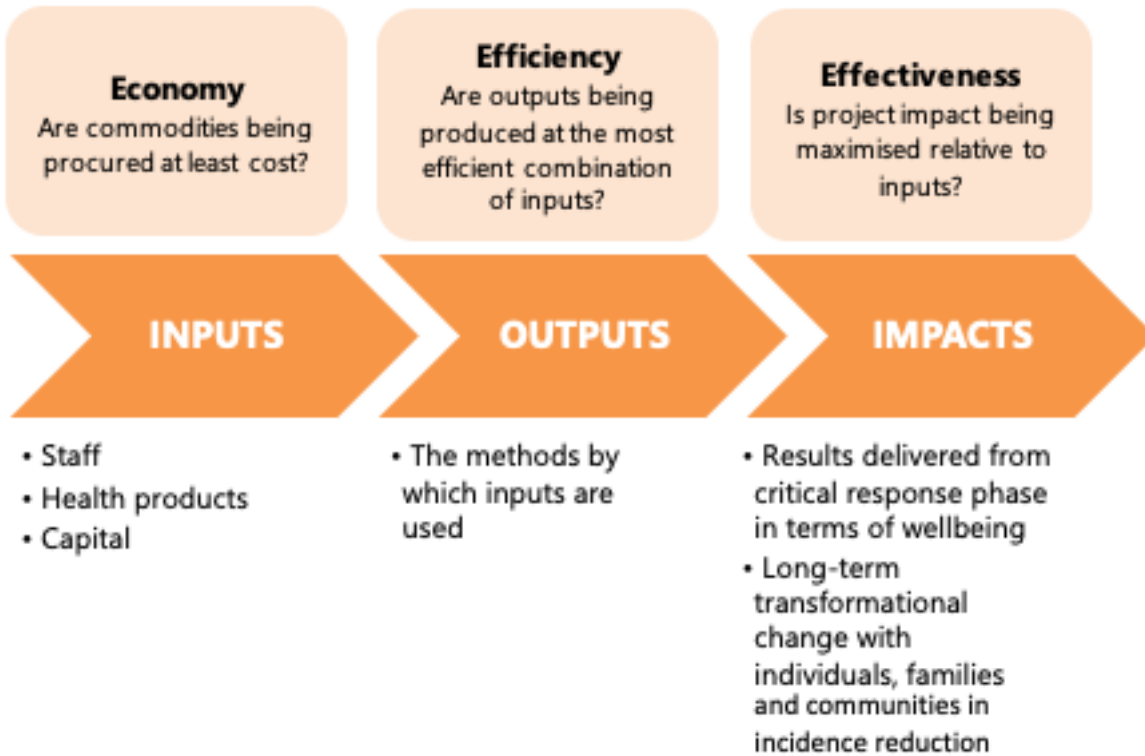 Economy
Are commodities being
procured at least cost?
Efficiency
Are outputs being
produced at the most
efficient combination
of inputs?
Effectiveness
Is project impact being
maximised relative to
inputs?
INPUTS
OUTPUTS
IMPACTS
• Staff
• Health products
• Capital
• The methods by
which inputs are
used
• Results delivered from
critical response phase
in terms of wellbeing
• Long-term
transformational
change with
individuals, families
and communities in
incidence reduction